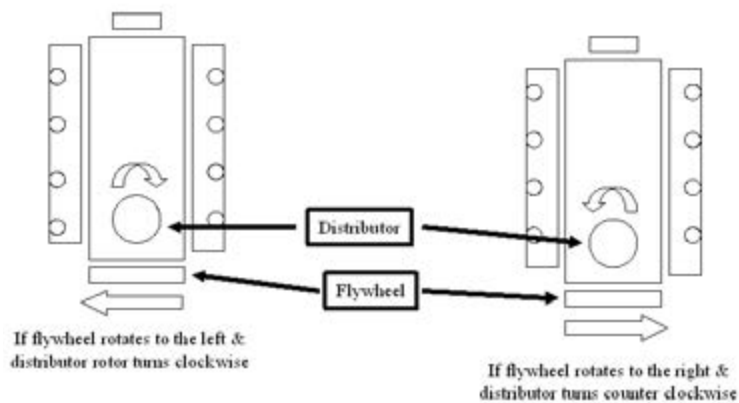 Distributor
Flywheel
If flywheel rotates to the left &
distributor rotor turns clockwise
If flywheel rotates to the right &
distributor turns counter clockwise